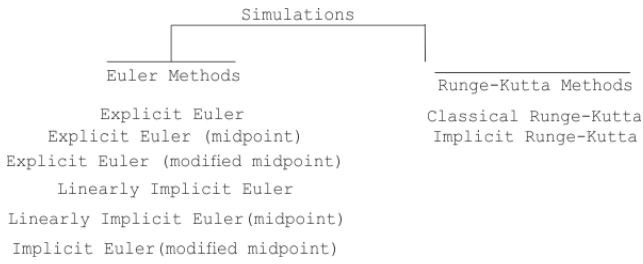 Simulations
Euler Methods
Explicit Euler
Explicit Euler (midpoint)
Explicit Euler (modified midpoint)
Linearly Implicit Euler
Linearly Implicit Euler(midpoint)
Implicit Euler(modified midpoint)
Runge-Kutta Methods
Classical Runge-Kutta
Implicit Runge-Kutta